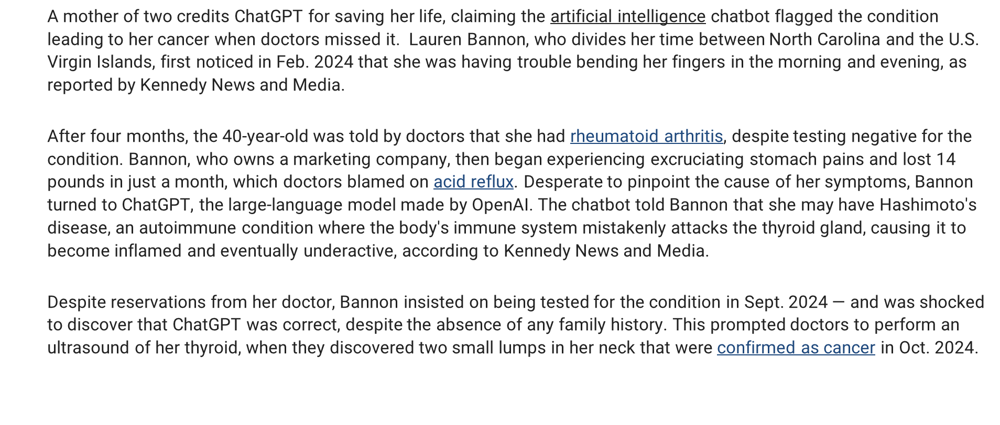 A mother of two credits ChatGPT for saving her life, claiming the artificial intelligence chatbot flagged the condition
leading to her cancer when doctors missed it.  Lauren Bannon, who divides her time between North Carolina and the U.S.
Virgin Islands, first noticed in Feb. 2024 that she was having trouble bending her fingers in the morning and evening, as
reported by Kennedy News and Media.
After four months, the 40-year-old was told by doctors that she had rheumatoid arthritis, despite testing negative for the
condition. Bannon, who owns a marketing company, then began experiencing excruciating stomach pains and lost 14
pounds in just a month, which doctors blamed on acid reflux. Desperate to pinpoint the cause of her symptoms, Bannon
turned to ChatGPT, the large-language model made by OpenAI. The chatbot told Bannon that she may have Hashimoto's
disease, an autoimmune condition where the body's immune system mistakenly attacks the thyroid gland, causing it to
become inflamed and eventually underactive, according to Kennedy News and Media.
Despite reservations from her doctor, Bannon insisted on being tested for the condition in Sept. 2024 — and was shocked
to discover that ChatGPT was correct, despite the absence of any family history. This prompted doctors to perform an
ultrasound of her thyroid, when they discovered two small lumps in her neck that were confirmed as cancer in Oct. 2024.